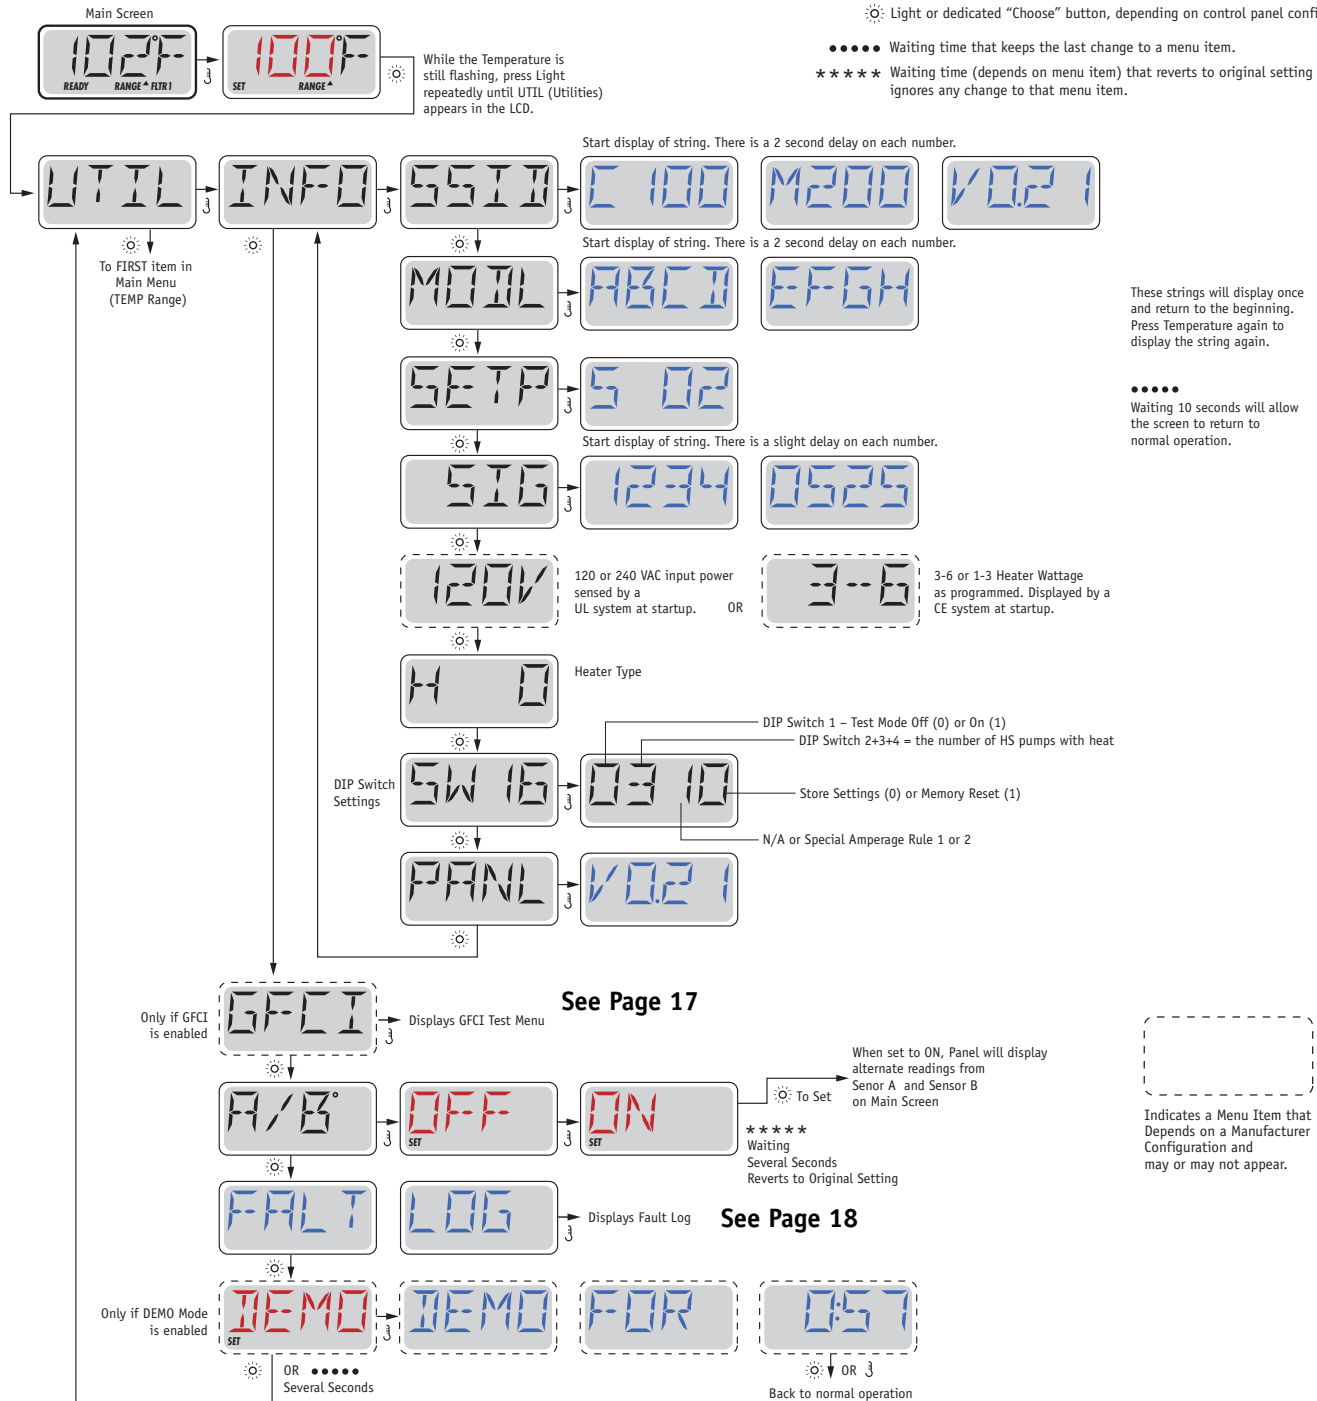 Main Screen
Light or dedicated “Choose” button, depending on control panel confi
102°F
READY RANGE FLTR1
100°F
SET RANGE
While the Temperature is
still flashing, press Light
repeatedly until UTIL (Utilities)
appears in the LCD.
••••• Waiting time that keeps the last change to a menu item.
***** Waiting time (depends on menu item) that reverts to original setting
ignores any change to that menu item.
Start display of string. There is a 2 second delay on each number.
UTIL INFO SSID C 100 M200 V0.21
To FIRST item in
Main Menu
(TEMP Range)
Start display of string. There is a 2 second delay on each number.
MODL ABCD EFGH
These strings will display once
and return to the beginning.
Press Temperature again to
display the string again.
SETP S 02
•••••
Waiting 10 seconds will allow
the screen to return to
normal operation.
Start display of string. There is a slight delay on each number.
SIG 1234 0525
120V
120 or 240 VAC input power
sensed by a
UL system at startup.
OR
3-6
3-6 or 1-3 Heater Wattage
as programmed. Displayed by a
CE system at startup.
H 0
Heater Type
DIP Switch 1 – Test Mode Off (0) or On (1)
DIP Switch 2+3+4 = the number of HS pumps with heat
DIP Switch
Settings
SW 16 0310
Store Settings (0) or Memory Reset (1)
N/A or Special Amperage Rule 1 or 2
PANL V0.21
See Page 17
Only if GFCI
is enabled
GFCI
Displays GFCI Test Menu
A/B° OFF ON
SET SET
To Set
When set to ON, Panel will display
alternate readings from
Senor A and Sensor B
on Main Screen
*****
Waiting
Several Seconds
Reverts to Original Setting
Indicates a Menu Item that
Depends on a Manufacturer
Configuration and
may or may not appear.
FALT LOG
Displays Fault Log
See Page 18
Only if DEMO Mode
is enabled
DEMO DEMO FOR 0:57
SET
OR •••••
Several Seconds
OR
Back to normal operation